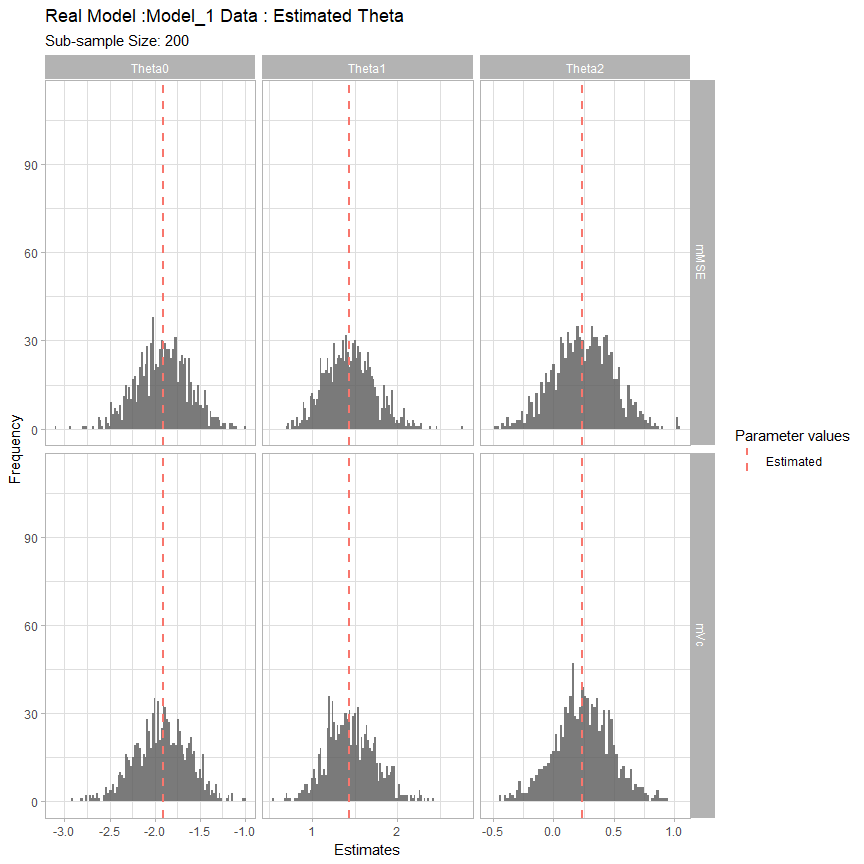 Real Model :Model_1 Data : Estimated Theta
Sub-sample Size: 200
Theta0 Theta1 Theta2
90
60
30
0
mMSE
90
60
30
0
mVc
Frequency
-3.0 -2.5 -2.0 -1.5 -1.0 1 2 -0.5 0.0 0.5 1.0
Estimates
Parameter values
Estimated